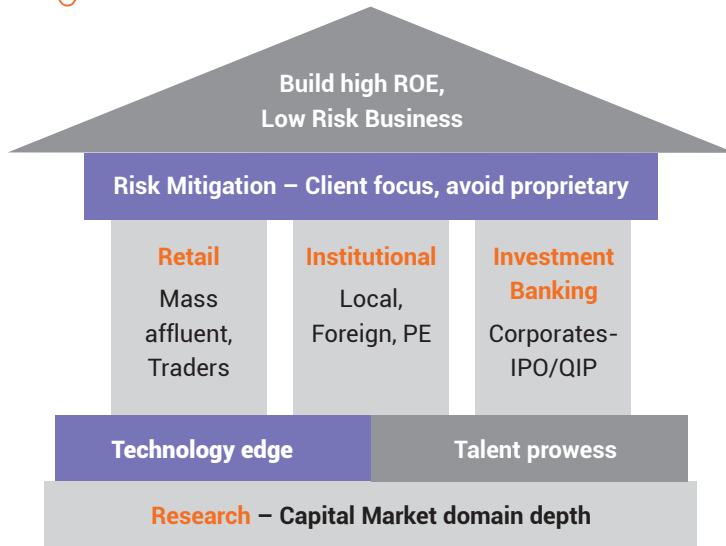 Build high ROE,
Low Risk Business
Risk Mitigation – Client focus, avoid proprietary
Retail
Mass
affluent,
Traders
Institutional
Local,
Foreign, PE
Investment
Banking
Corporates-
IPO/QIP
Technology edge
Talent prowess
Research – Capital Market domain depth